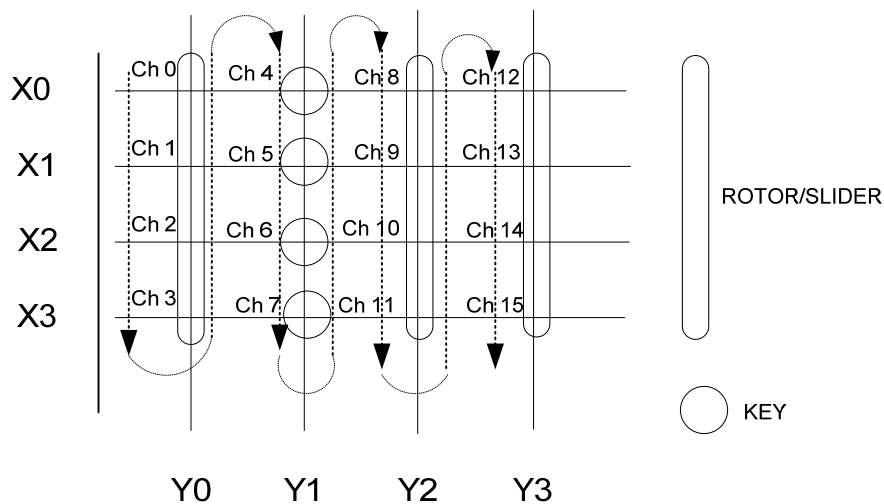 X0 Ch 0 Ch 4 Ch 8 Ch 12
X1 Ch 1 Ch 5 Ch 9 Ch 13
ROTOR/SLIDER
X2 Ch 2 Ch 6 Ch 10 Ch 14
X3 Ch 3 Ch 7 Ch 11 Ch 15
KEY
Y0 Y1 Y2 Y3